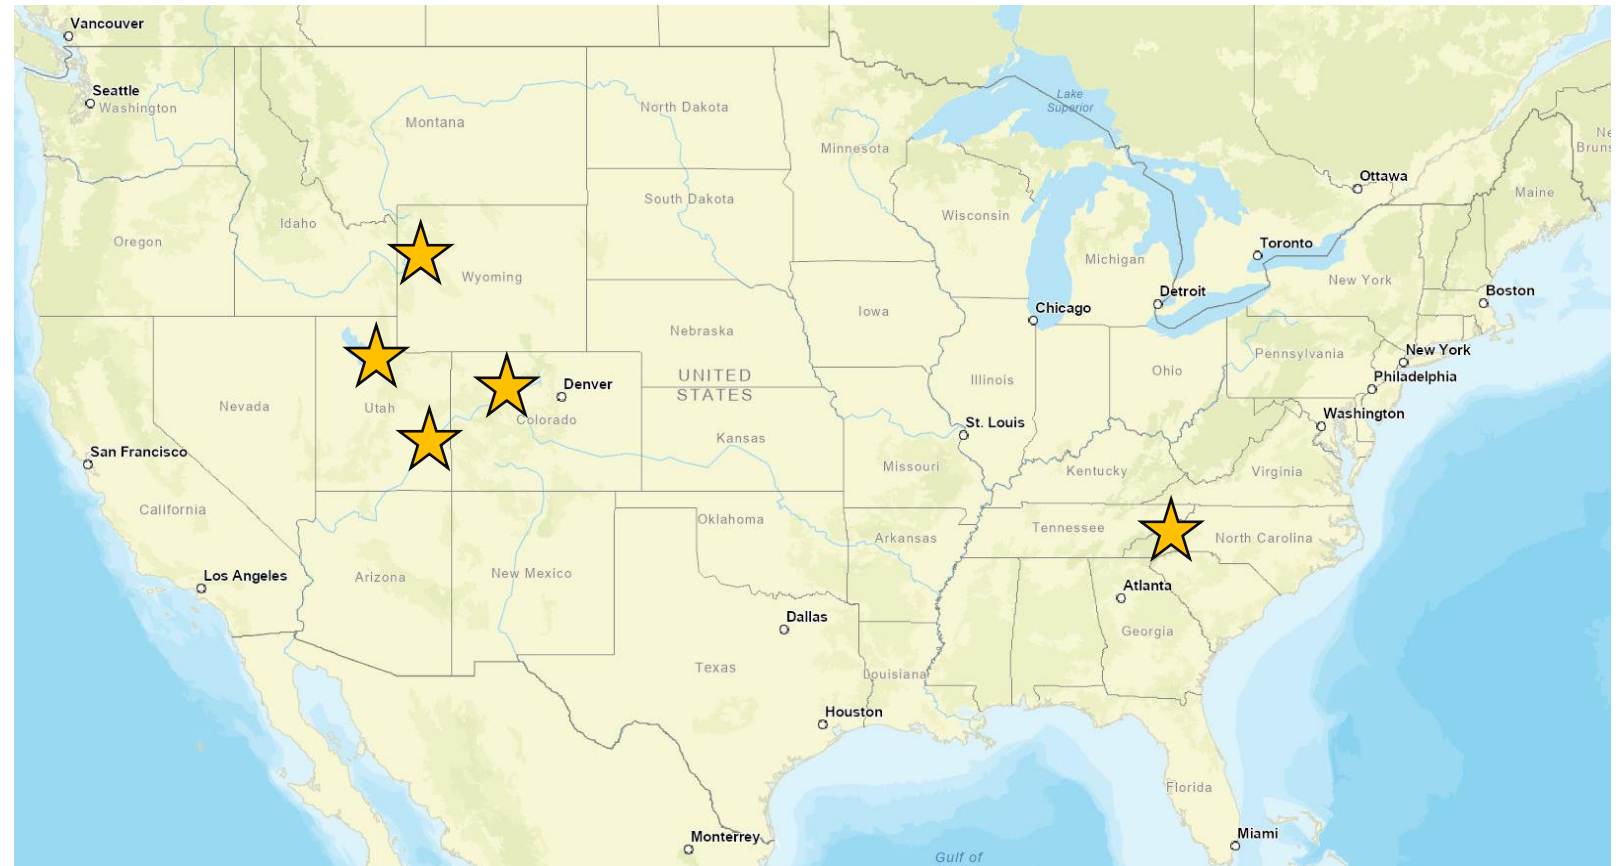 Vancouver
Seattle
Washington
Montana
North Dakota
Minnesota
Lake
Superior
Ottawa
Maine
Ne
Bruns
Oregon
Idaho
South Dakota
Wisconsin
Michigan
Toronto
New York
Boston
Wyoming
Detroit
Chicago
Iowa
Nebraska
Pennsylvania
New York
Philadelphia
Washington
Nevada
Utah
Denver
Colorado
UNITED
STATES
Illinois
Ohio
San Francisco
Kansas
St. Louis
Missouri
Kentucky
Virginia
California
Oklahoma
Arkansas
Tennessee
North Carolina
Los Angeles
Arizona
New Mexico
Atlanta
Georgia
Dallas
Texas
Louisiana
Houston
Florida
Monterrey
Miami
Gulf of